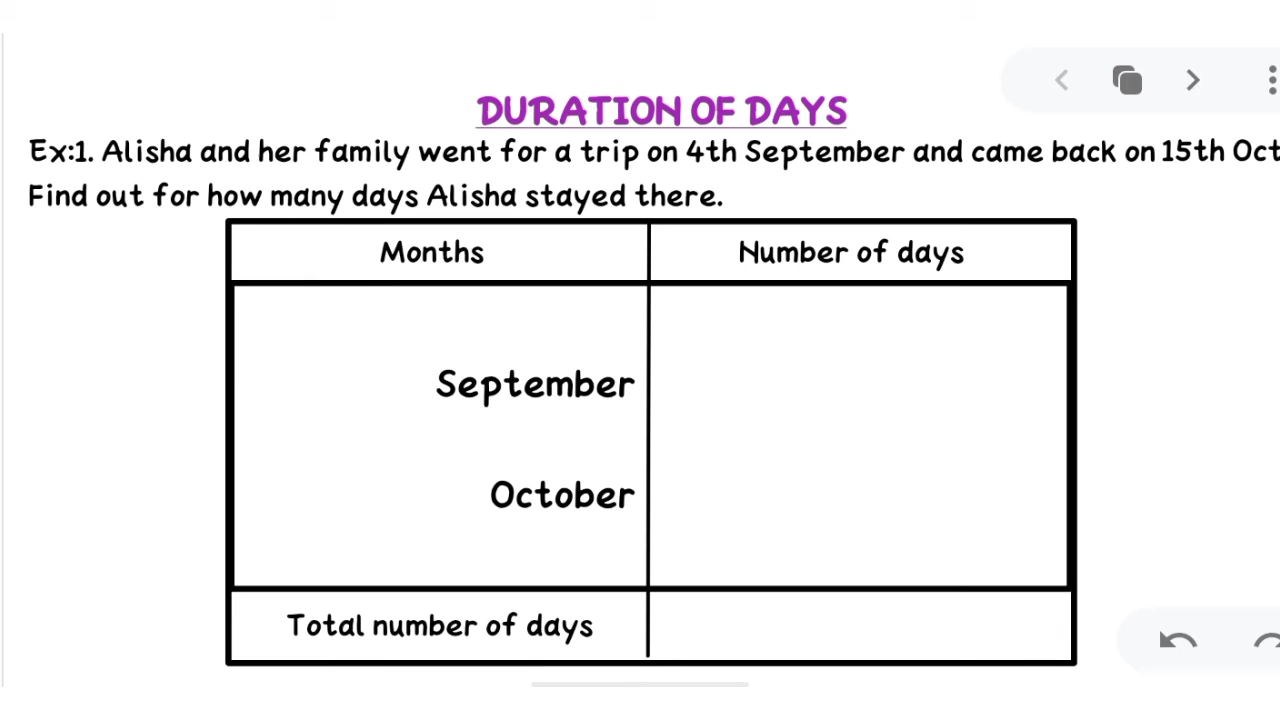 DURATION OF DAYS
Ex:1. Alisha and her family went for a trip on 4th September and came back on 15th Oct
Find out for how many days Alisha stayed there.
Months Number of days
September
October
Total number of days